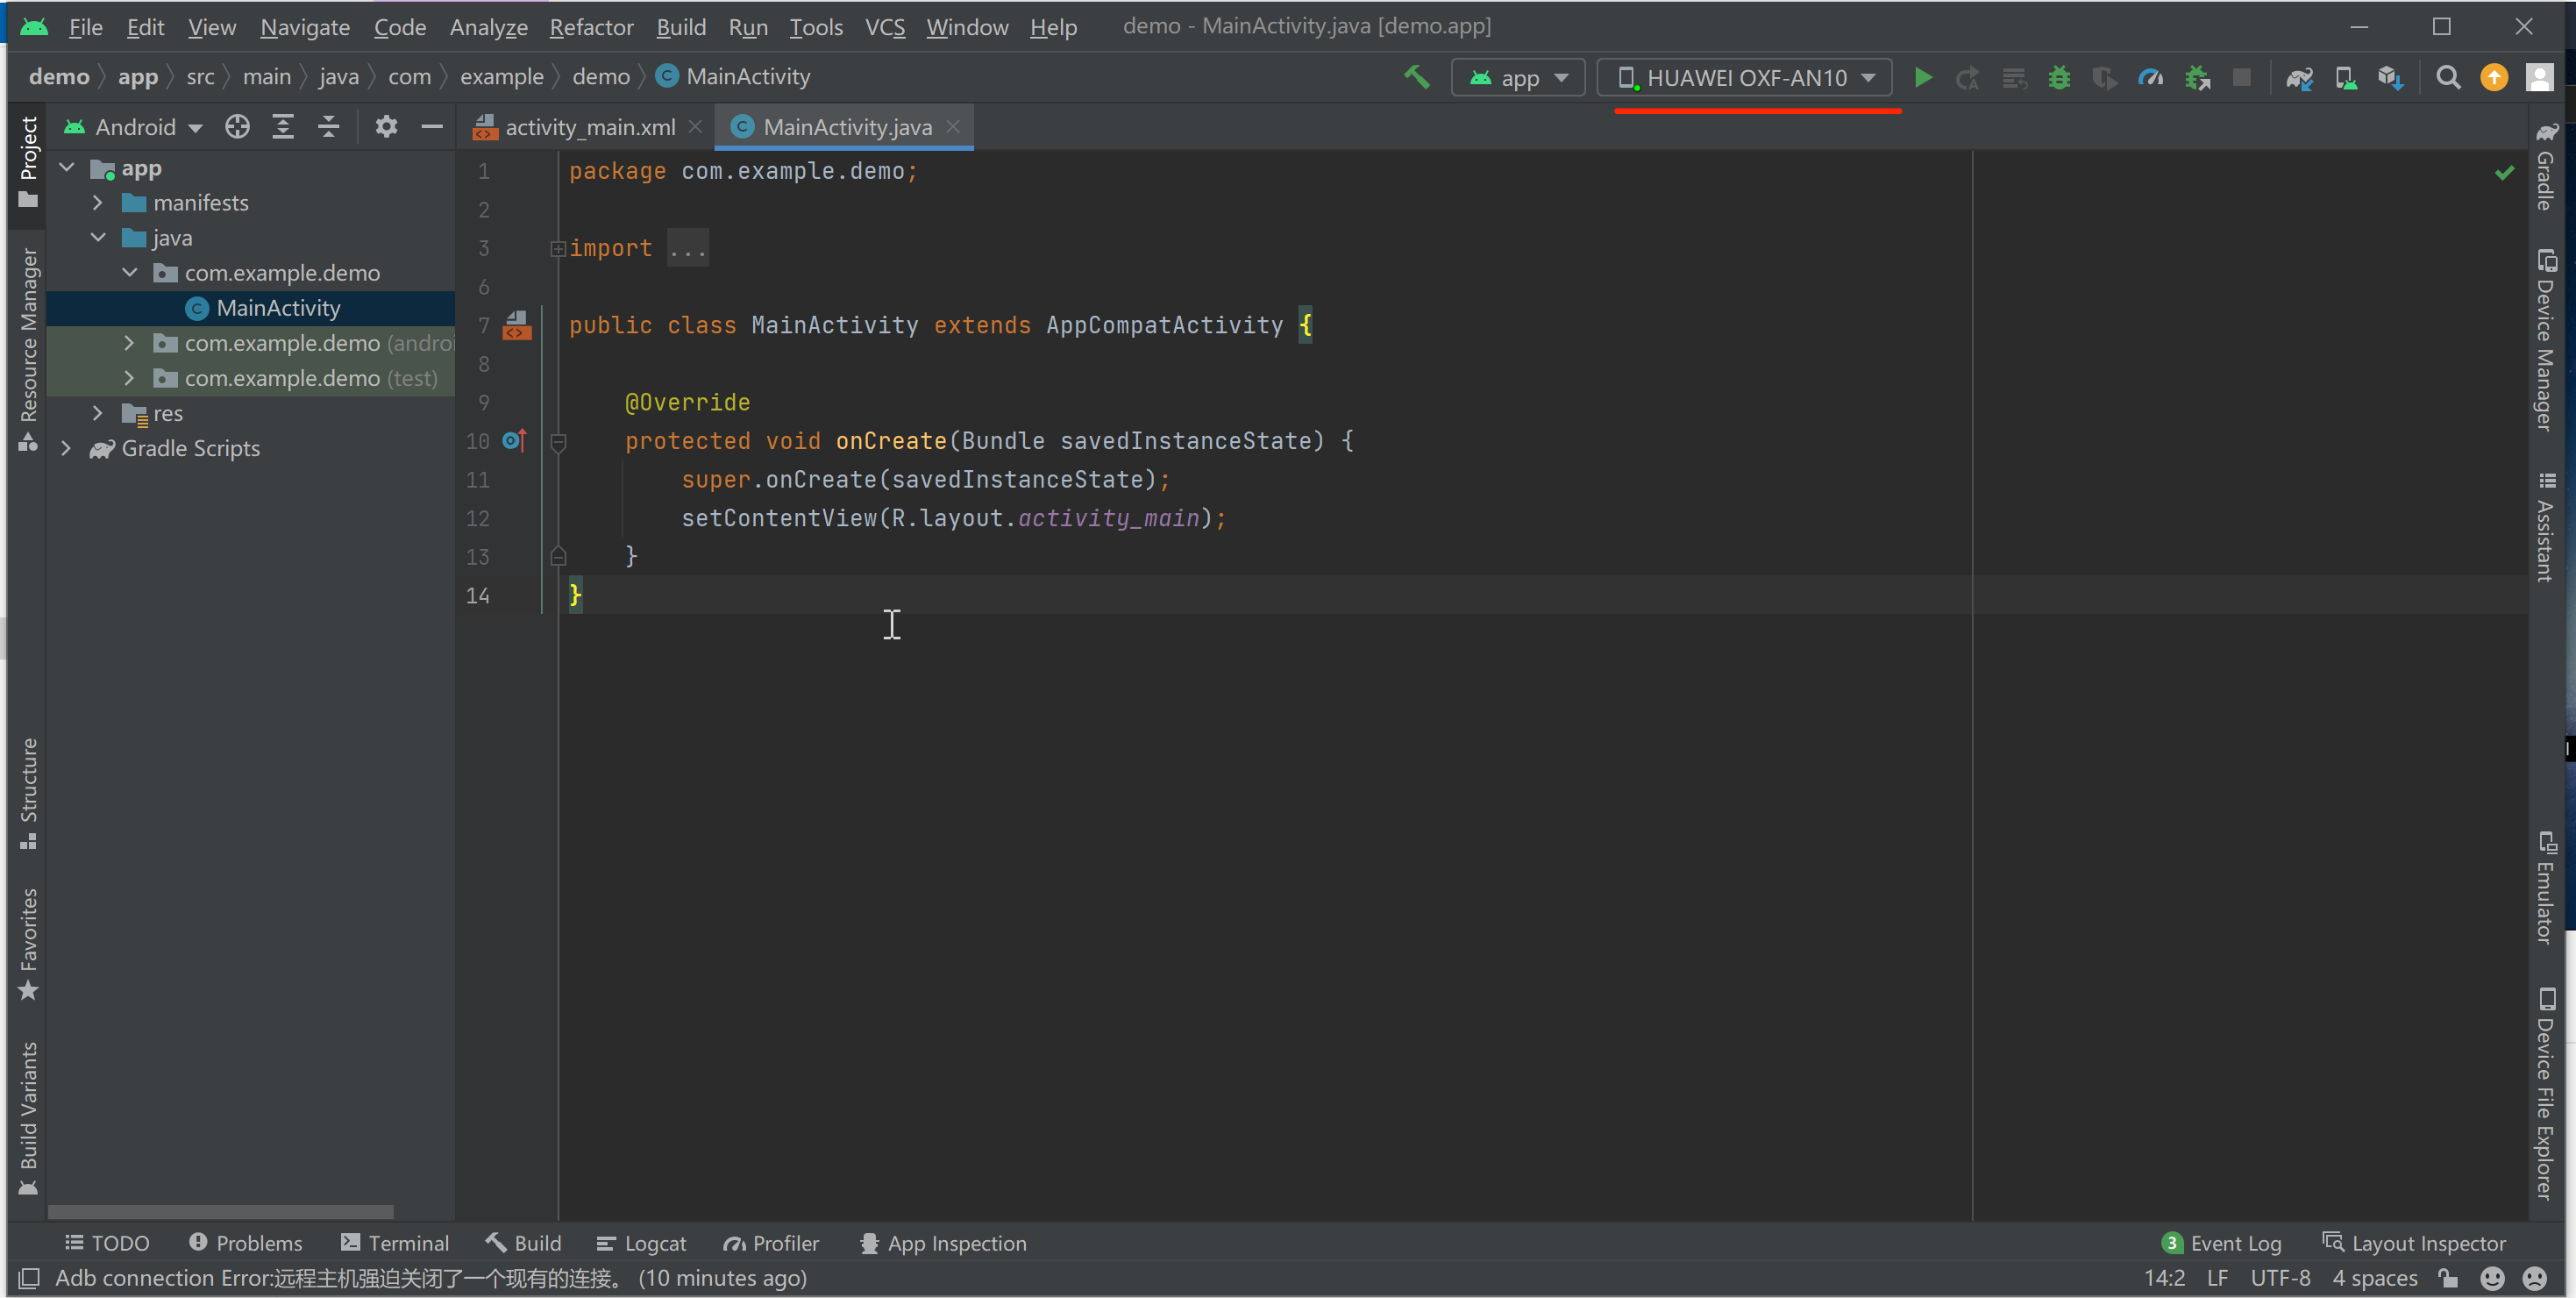 File Edit View Navigate Code Analyze Refactor Build Run Tools VCS Window Help demo - MainActivity.java [demo.app]
demo app src main java com example demo MainActivity app HUAWEI OXF-AN10
Project
Android
activity_main.xml
MainActivity.java
app
manifests
java
com.example.demo
MainActivity
com.example.demo (androi
com.example.demo (test)
res
Gradle Scripts
Resource Manager
Structure
Favorites
Build Variants
1 package com.example.demo;
2
3 import ...
6
7 public class MainActivity extends AppCompatActivity {
8
9 @Override
10 protected void onCreate(Bundle savedInstanceState) {
11 super.onCreate(savedInstanceState);
12 setContentView(R.layout.activity_main);
13 }
14 }
Gradle
Device Manager
Assistant
Emulator
Device File Explorer
TODO Problems Terminal Build Logcat Profiler App Inspection 3 Event Log Layout Inspector
Adb connection Error:远程主机强迫关闭了一个现有的连接。 (10 minutes ago) 14:2 LF UTF-8 4 spaces